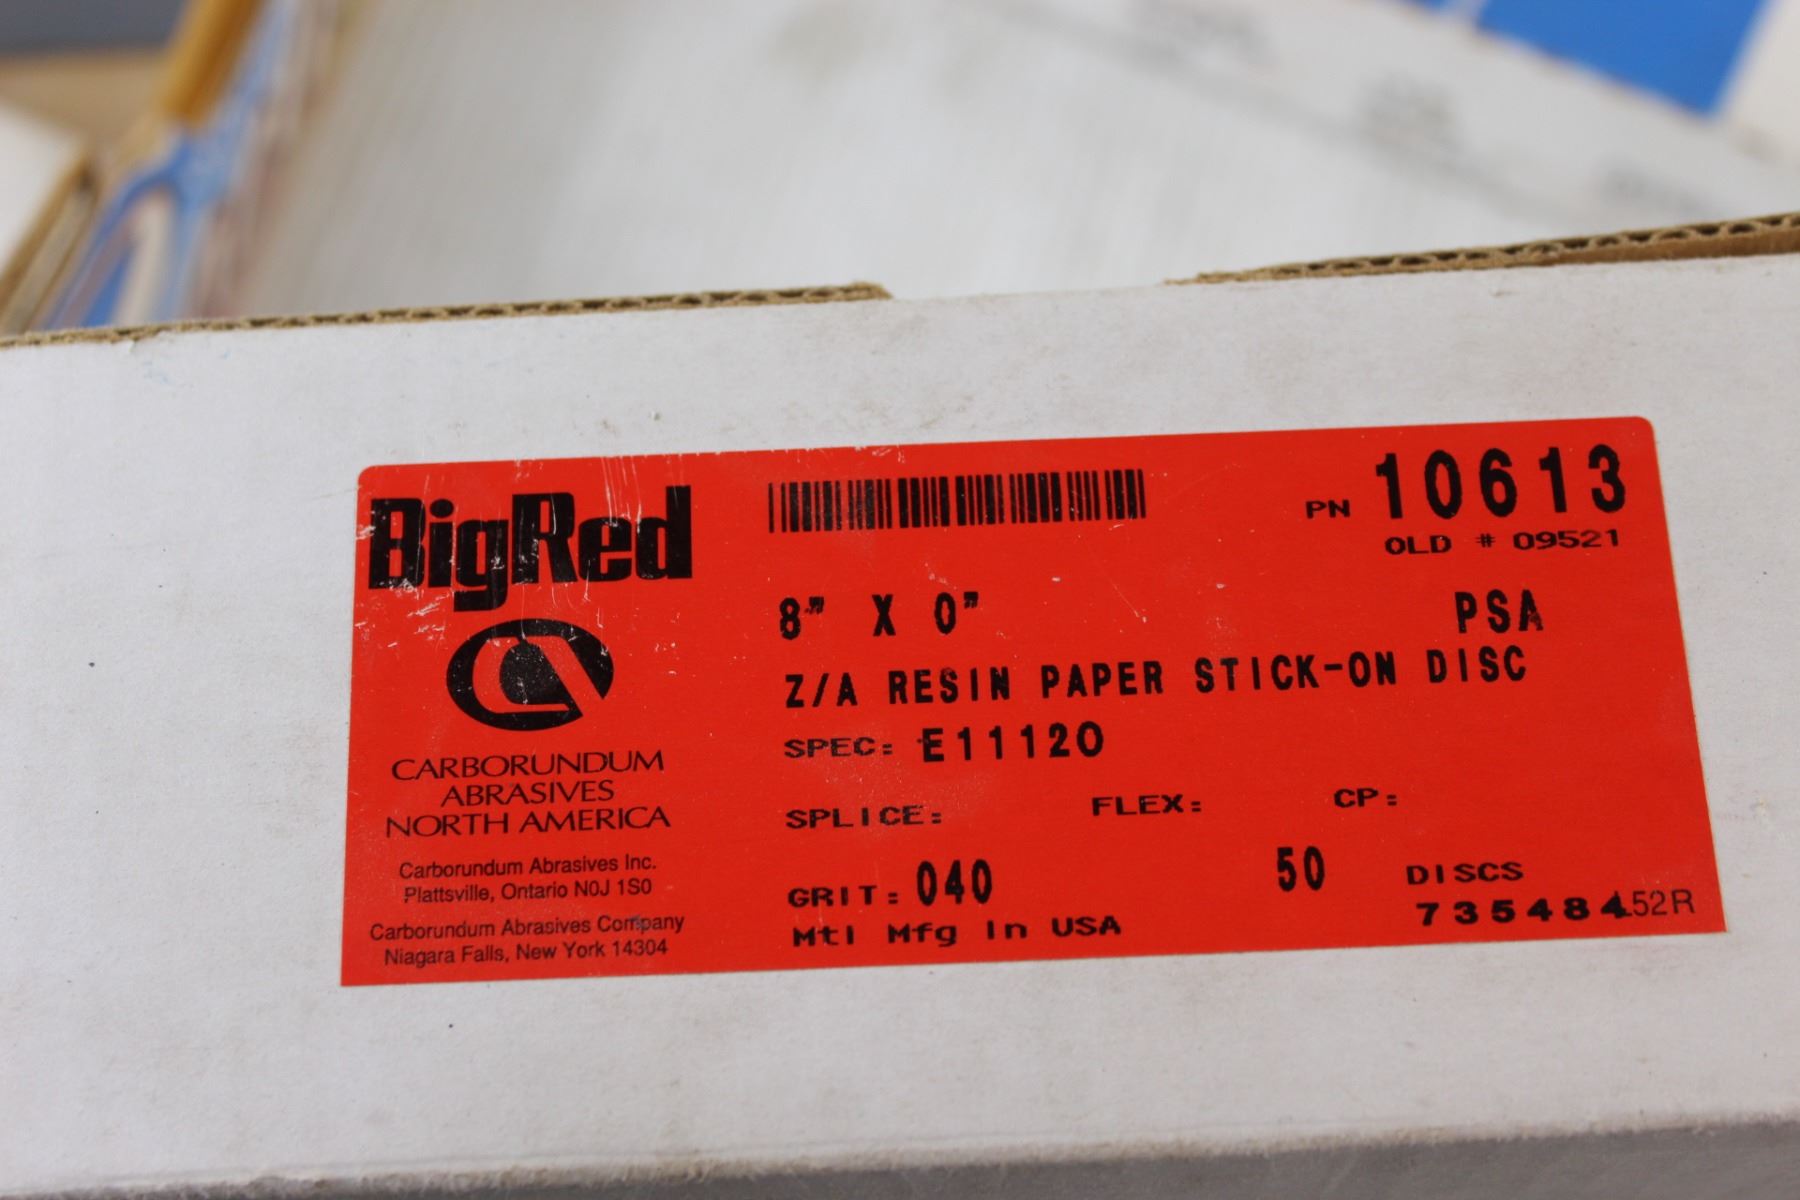 BigRed
CARBORUNDUM
ABRASIVES
NORTH AMERICA
Carborundum Abrasives Inc.
Plattsville, Ontario N0J 1S0
Carborundum Abrasives Company
Niagara Falls, New York 14304
PN 10613
OLD # 09521
8" X 0" PSA
Z/A RESIN PAPER STICK-ON DISC
SPEC: E11120
SPLICE: FLEX: CP:
GRIT: 040 50 DISCS
Mtl Mfg In USA 735484 52R